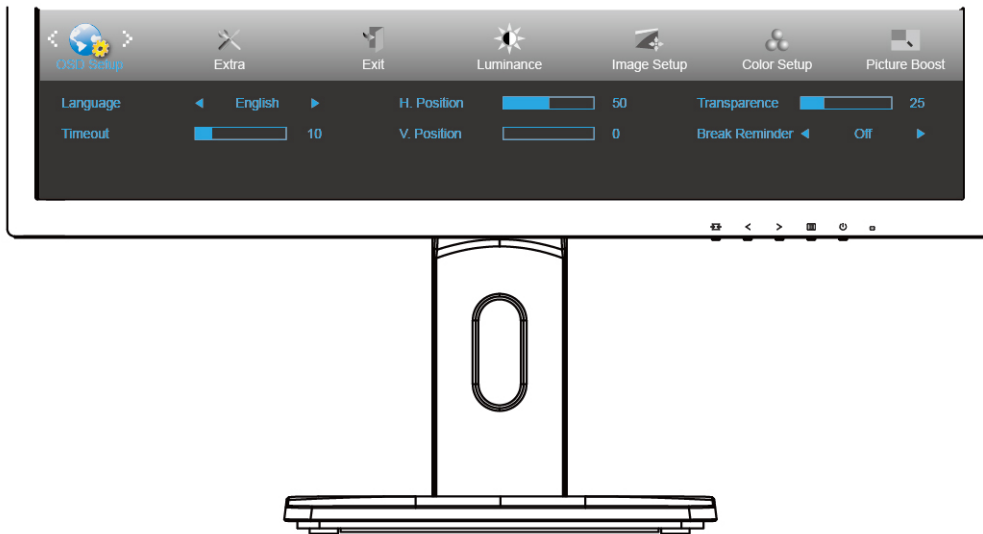 OSD Setup Extra Exit Luminance Image Setup Color Setup Picture Boost
Language English H. Position 50 Transparence 25
Timeout 10 V. Position 0 Break Reminder Off